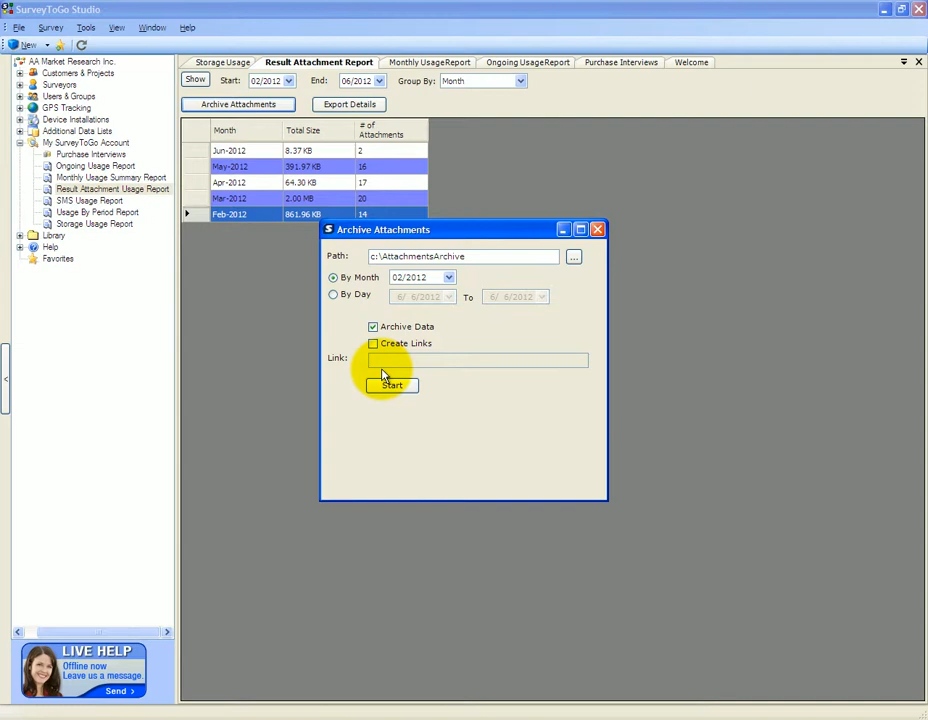 SurveyToGo Studio
File Survey Tools View Window Help
New
AA Market Research Inc.
Customers & Projects
Surveyors
Users & Groups
GPS Tracking
Device Installations
Additional Data Lists
My SurveyToGo Account
Purchase Interviews
Ongoing Usage Report
Monthly Usage Summary Report
Result Attachment Usage Report
SMS Usage Report
Usage By Period Report
Storage Usage Report
Library
Help
Favorites
LIVE HELP
Offline now
Leave us a message.
Send >
Storage Usage Result Attachment Report Monthly UsageReport Ongoing UsageReport Purchase Interviews Welcome
Show Start: 02/2012 End: 06/2012 Group By: Month
Archive Attachments Export Details
Month Total Size # of
Attachments
Jun-2012 8.37 KB 2
May-2012 391.97 KB 16
Apr-2012 64.30 KB 17
Mar-2012 2.00 MB 20
Feb-2012 861.96 KB 14
Archive Attachments
Path: c:\AttachmentsArchive ...
By Month 02/2012
By Day 6/ 6/2012 To 6/ 6/2012
Archive Data
Create Links
Link:
Start